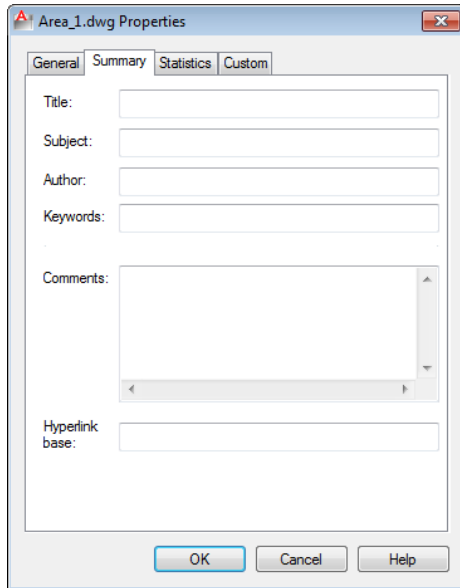 Area_1.dwg Properties
General Summary Statistics Custom
Title:
Subject:
Author:
Keywords:
Comments:
Hyperlink
base:
OK Cancel Help